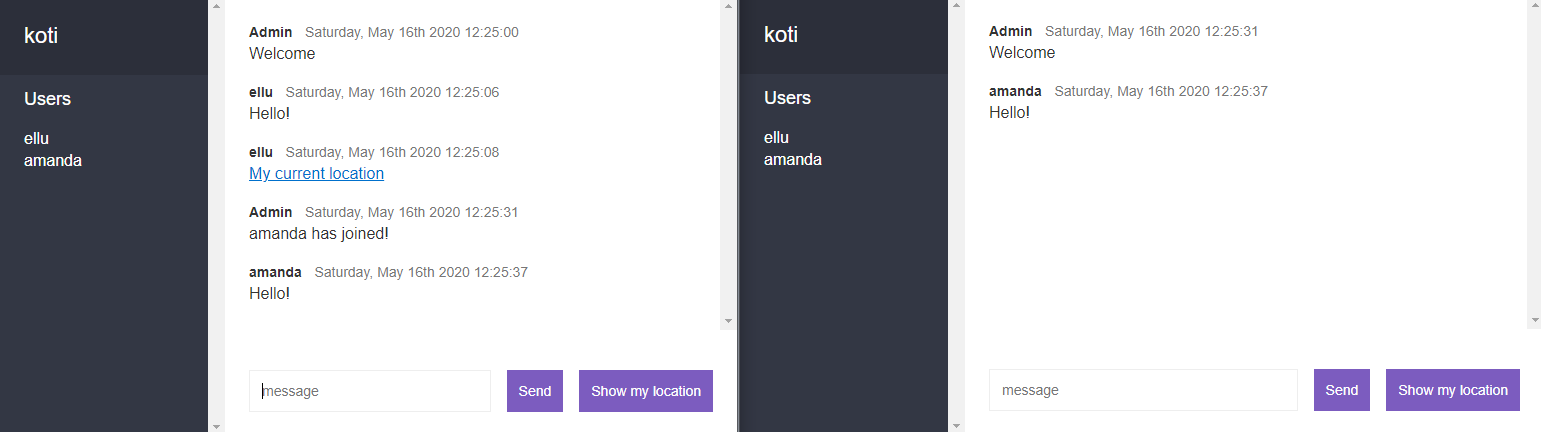 koti
Users
ellu
amanda
Admin Saturday, May 16th 2020 12:25:00
Welcome
ellu Saturday, May 16th 2020 12:25:06
Hello!
ellu Saturday, May 16th 2020 12:25:08
My current location
Admin Saturday, May 16th 2020 12:25:31
amanda has joined!
amanda Saturday, May 16th 2020 12:25:37
Hello!
message Send Show my location
koti
Users
ellu
amanda
Admin Saturday, May 16th 2020 12:25:31
Welcome
amanda Saturday, May 16th 2020 12:25:37
Hello!
message Send Show my location